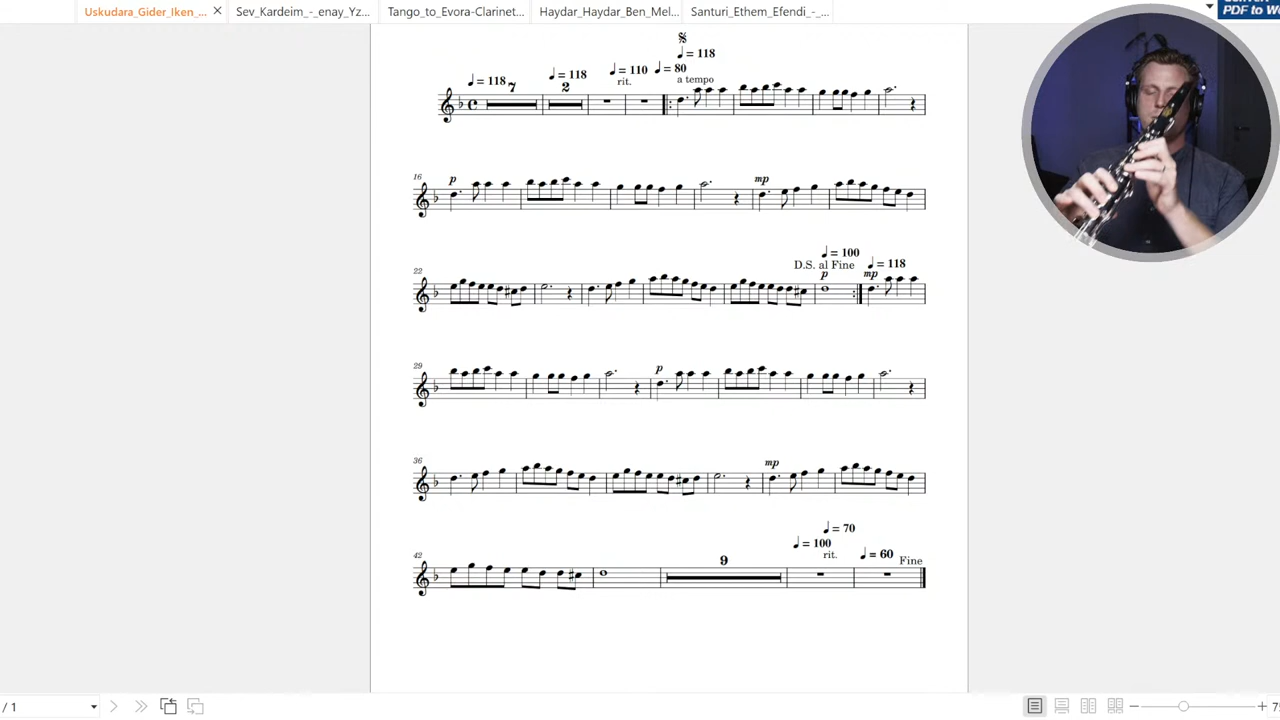 Uskudara_Gider_Iken_...
Sev_Kardeim_-_enay_Yz...
Tango_to_Evora-Clarinet...
Haydar_Haydar_Ben_Mel...
Santuri_Ethem_Efendi_-_...
PDF to W
= 118
7
= 118
2
= 110
rit.
= 80
= 118
a tempo
16
p
mp
22
D.S. al Fine
= 100
p
= 118
mp
29
p
36
mp
42
9
= 100
= 70
rit.
= 60
Fine
/ 1